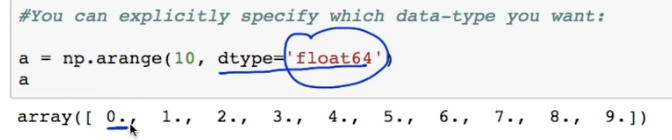 #You can explicitly specify which data-type you want:
a = np.arange(10, dtype='float64')
a
array([ 0., 1., 2., 3., 4., 5., 6., 7., 8., 9.])